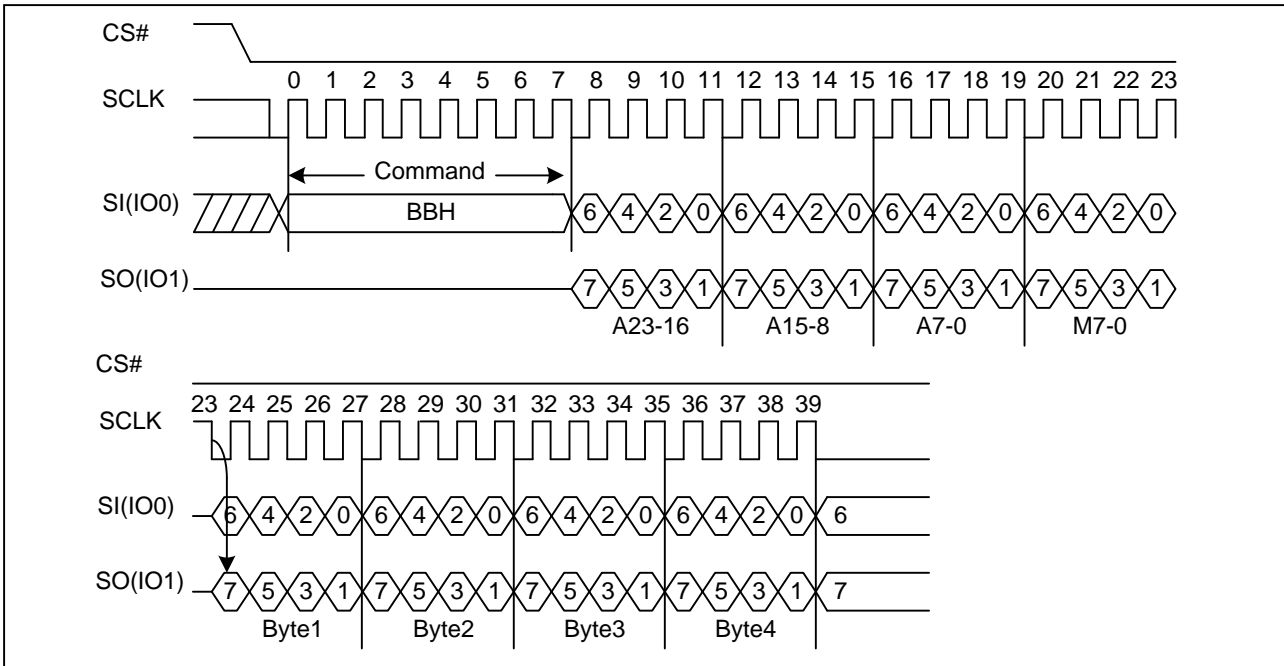 CS#
0 1 2 3 4 5 6 7 8 9 10 11 12 13 14 15 16 17 18 19 20 21 22 23
SCLK
Command
SI(IO0) BBH 6 4 2 0 6 4 2 0 6 4 2 0 6 4 2 0
SO(IO1) 7 5 3 1 7 5 3 1 7 5 3 1 7 5 3 1
A23-16 A15-8 A7-0 M7-0
CS#
23 24 25 26 27 28 29 30 31 32 33 34 35 36 37 38 39
SCLK
SI(IO0) 6 4 2 0 6 4 2 0 6 4 2 0 6 4 2 0 6
SO(IO1) 7 5 3 1 7 5 3 1 7 5 3 1 7 5 3 1 7
Byte1 Byte2 Byte3 Byte4